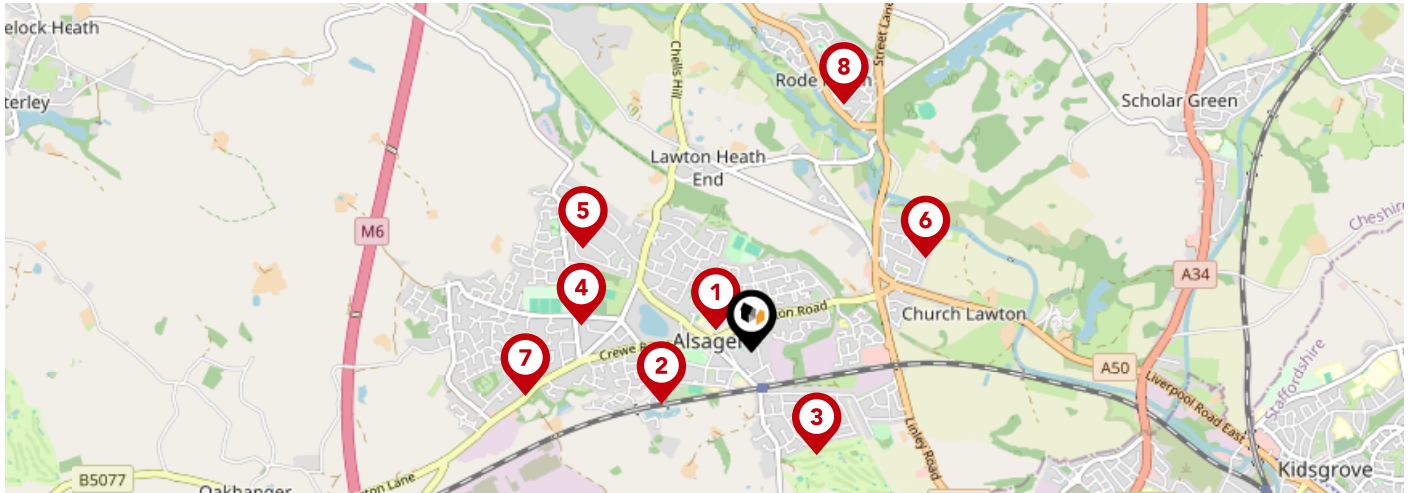 elock Heath
terley
Chells Hill
Street Lane
8
Rode
Scholar Green
Lawton Heath
End
5
6
M6
Cheshire
A34
4
1
ton Road
Church Lawton
Alsager
Crewe
7
2
A50
Liverpool Road East
Staffordshire
3
Linley Road
Kidsgrove
B5077
Oakhanger
ton Lane